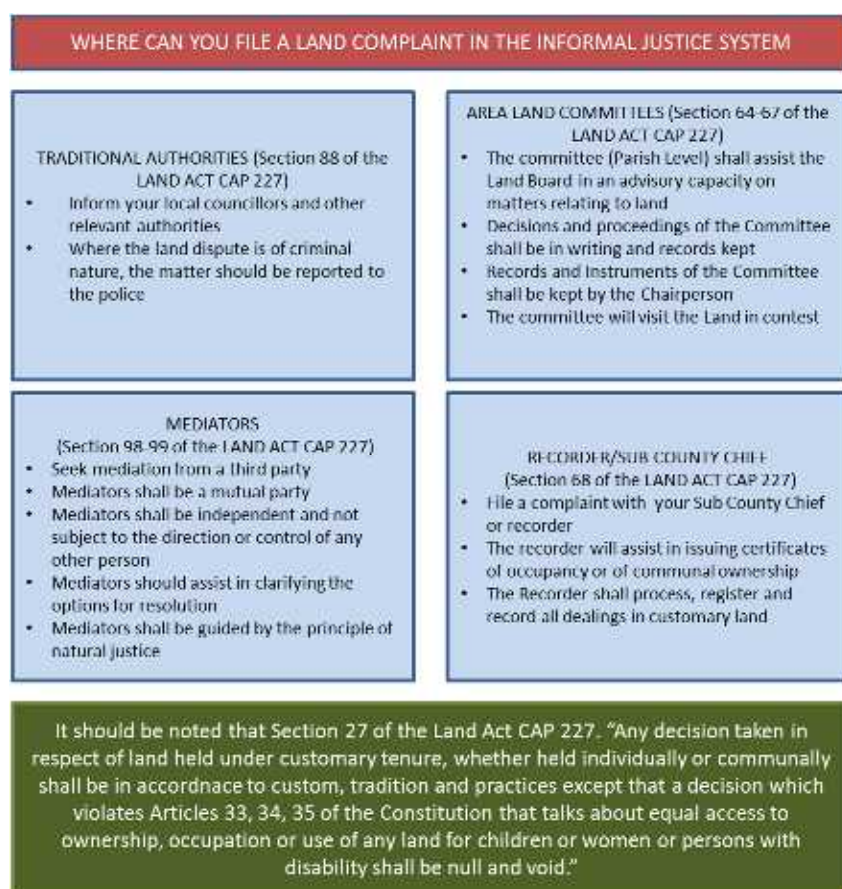 WHERE CAN YOU FILE A LAND COMPLAINT IN THE INFORMAL JUSTICE SYSTEM
TRADITIONAL AUTHORITIES (Section 88 of the
LAND ACT CAP 227)
• Inform your local councillors and other
relevant authorities
• Where the land dispute is of criminal
nature, the matter should be reported to
the police
AREA LAND COMMITTEES (Section 64-67 of the
LAND ACT CAP 227)
• The committee (Parish Level) shall assist the
Land Board in an advisory capacity on
matters relating to land
• Decisions and proceedings of the Committee
shall be in writing and records kept
• Records and Instruments of the Committee
shall be kept by the Chairperson
• The committee will visit the Land in contest
MEDIATORS
(Section 98-99 of the LAND ACT CAP 227)
• Seek mediation from a third party
• Mediators shall be a mutual party
• Mediators shall be independent and not
subject to the direction or control of any
other person
• Mediators should assist in clarifying the
options for resolution
• Mediators shall be guided by the principle of
natural justice
RECORDER/SUB COUNTY CHIEF
(Section 68 of the LAND ACT CAP 227)
• File a complaint with your Sub County Chief
or recorder
• The recorder will assist in issuing certificates
of occupancy or of communal ownership
• The Recorder shall process, register and
record all dealings in customary land
It should be noted that Section 27 of the Land Act CAP 227. “Any decision taken in
respect of land held under customary tenure, whether held individually or communally
shall be in accordnace to custom, tradition and practices except that a decision which
violates Articles 33, 34, 35 of the Constitution that talks about equal access to
ownership, occupation or use of any land for children or women or persons with
disability shall be null and void.”